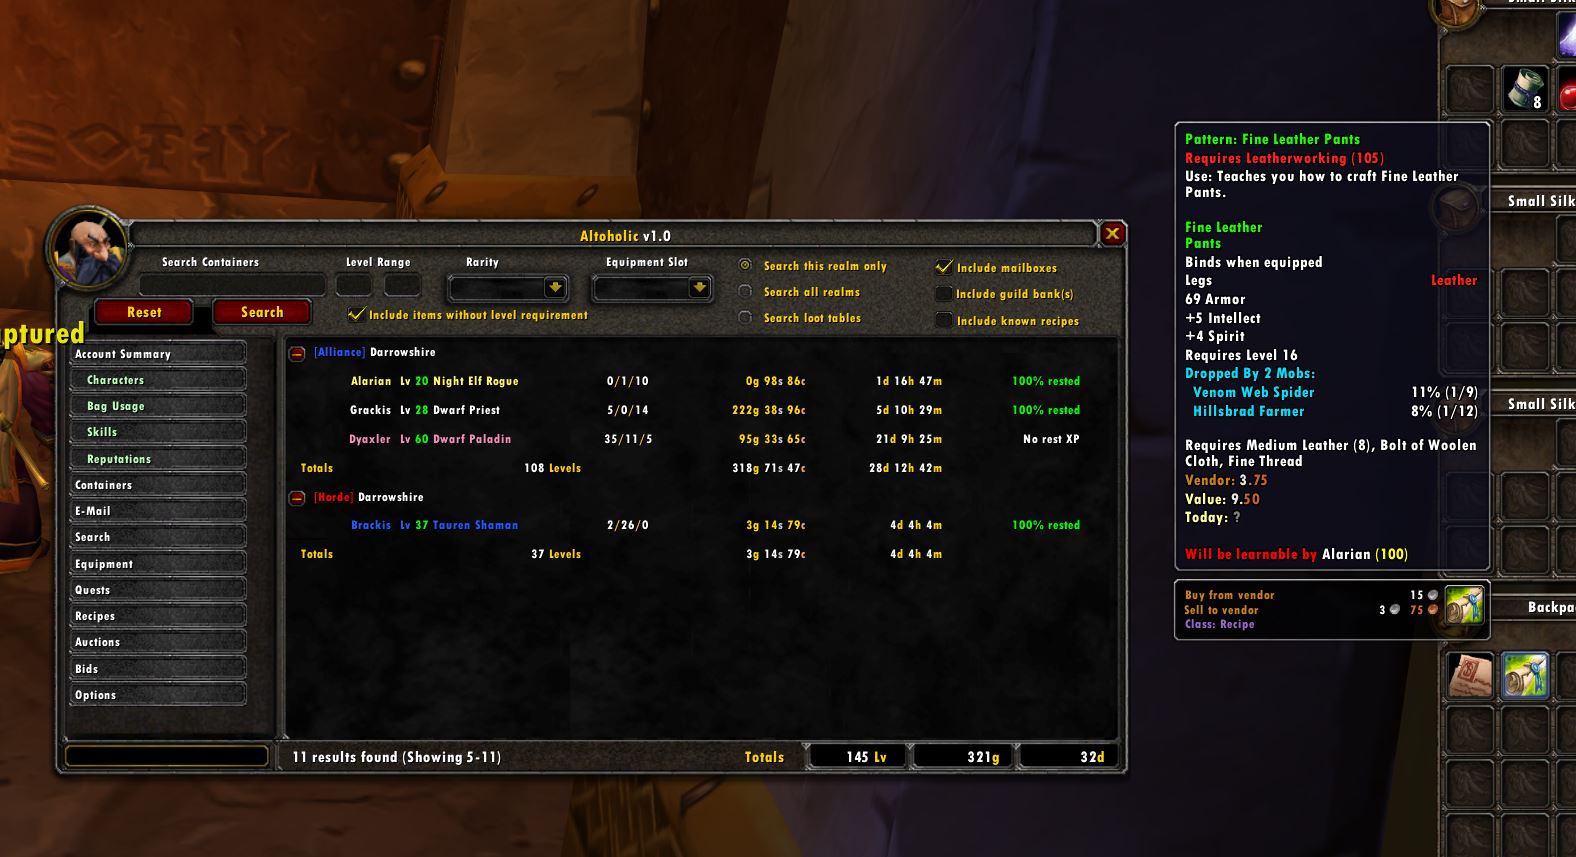 Altoholic v1.0
Search Containers
Level Range
Rarity
Equipment Slot
Search this realm only
Search all realms
Search loot tables
Include mailboxes
Include guild bank(s)
Include known recipes
Reset
Search
Include items without level requirement
ptured
Account Summary
Characters
Bag Usage
Skills
Reputations
Containers
E-Mail
Search
Equipment
Quests
Recipes
Auctions
Bids
Options
[Alliance] Darrowshire
Alarian Lv 20 Night Elf Rogue 0/1/10 0g 98s 86c 1d 16h 47m 100% rested
Grackis Lv 28 Dwarf Priest 5/0/14 222g 38s 96c 5d 10h 29m 100% rested
Dyaxler Lv 60 Dwarf Paladin 35/11/5 95g 33s 65c 21d 9h 25m No rest XP
Totals 108 Levels 318g 71s 47c 28d 12h 42m
[Horde] Darrowshire
Brackis Lv 37 Tauren Shaman 2/26/0 3g 14s 79c 4d 4h 4m 100% rested
Totals 37 Levels 3g 14s 79c 4d 4h 4m
11 results found (Showing 5-11)
Totals 145 Lv 321g 32d
Pattern: Fine Leather Pants
Requires Leatherworking (105)
Use: Teaches you how to craft Fine Leather
Pants.
Fine Leather
Pants
Binds when equipped
Legs Leather
69 Armor
+5 Intellect
+4 Spirit
Requires Level 16
Dropped By 2 Mobs:
Venom Web Spider 11% (1/9)
Hillsbrad Farmer 8% (1/12)
Requires Medium Leather (8), Bolt of Woolen
Cloth, Fine Thread
Vendor: 3.75
Value: 9.50
Today: ?
Will be learnable by Alarian (100)
Buy from vendor 15
Sell to vendor 3 75
Class: Recipe
8
Small Silk
Small Silk
Small Silk
Backpa